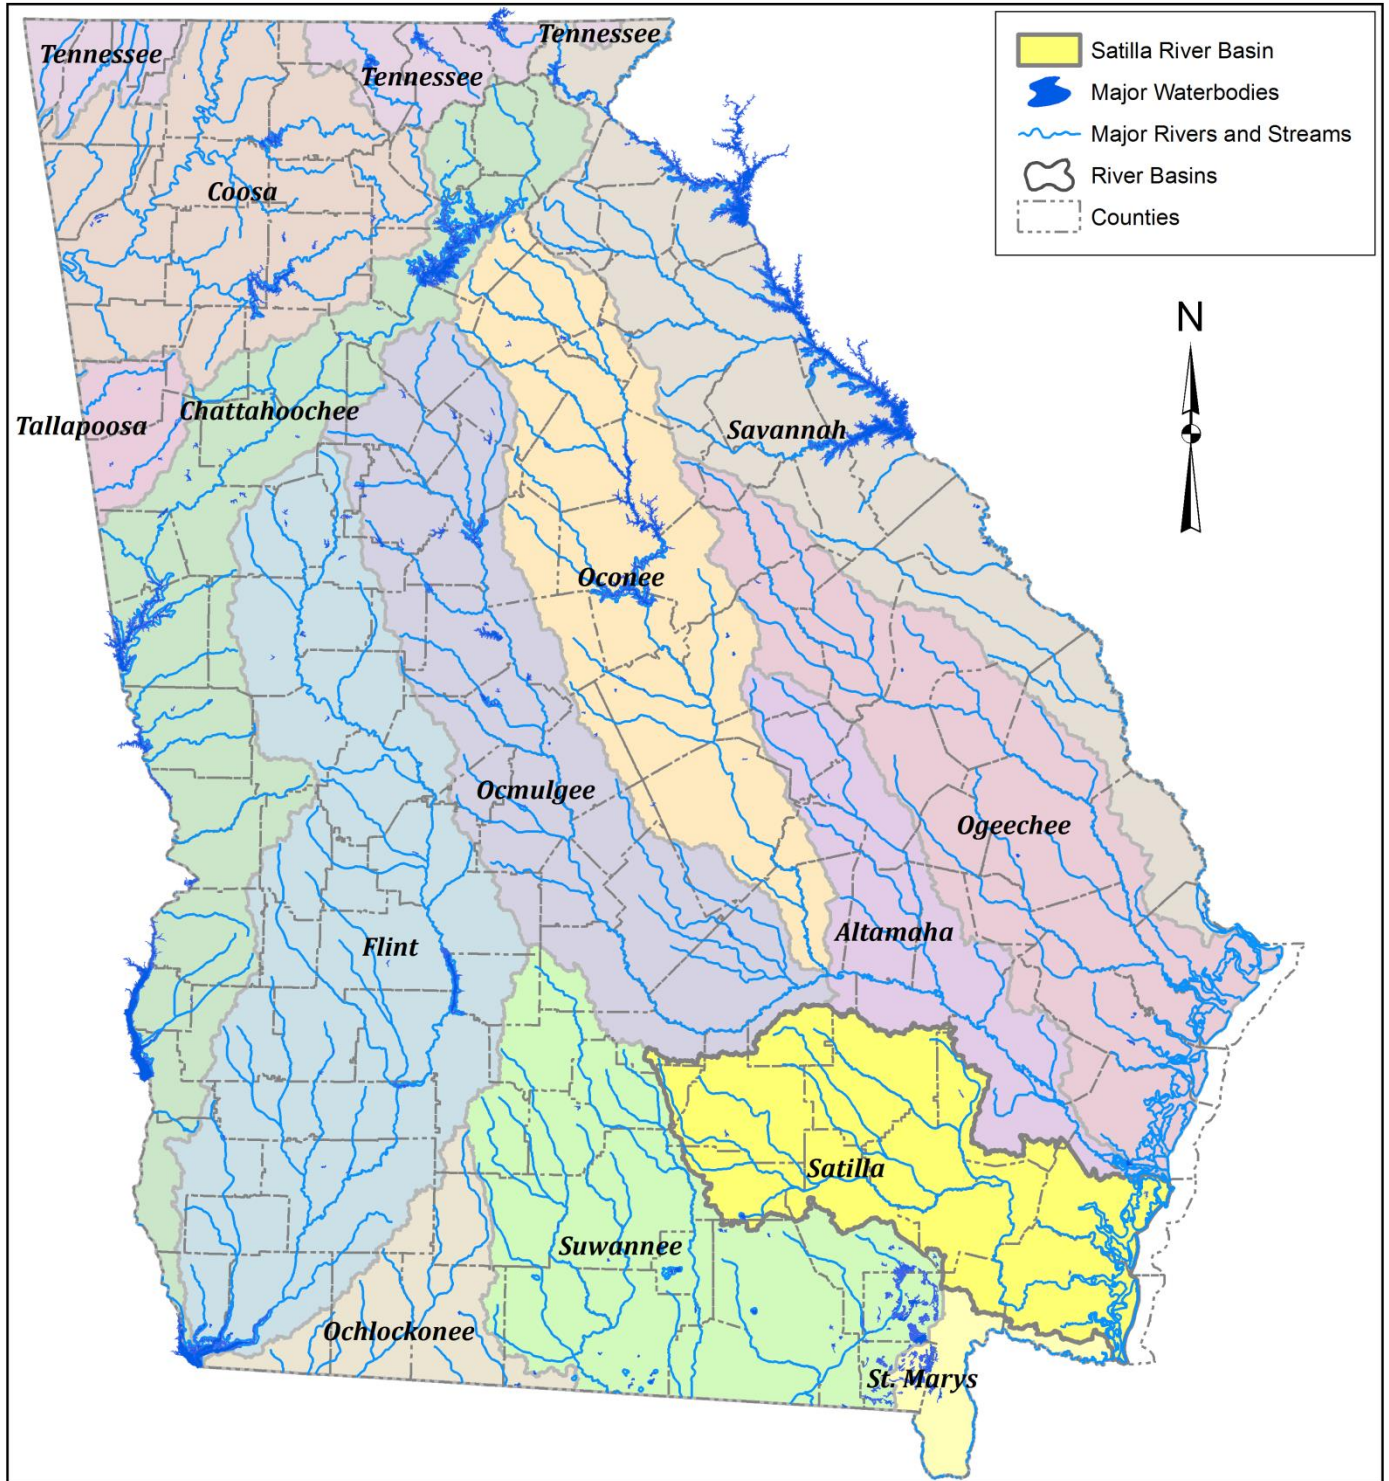 Tennessee
Tennessee
Tennessee
Satilla River Basin
Major Waterbodies
Major Rivers and Streams
River Basins
Counties
Coosa
N
Tallapoosa
Chattahoochee
Savannah
Oconee
Ocmulgee
Ogeechee
Flint
Altamaha
Satilla
Suwannee
Ochlockonee
St. Marys